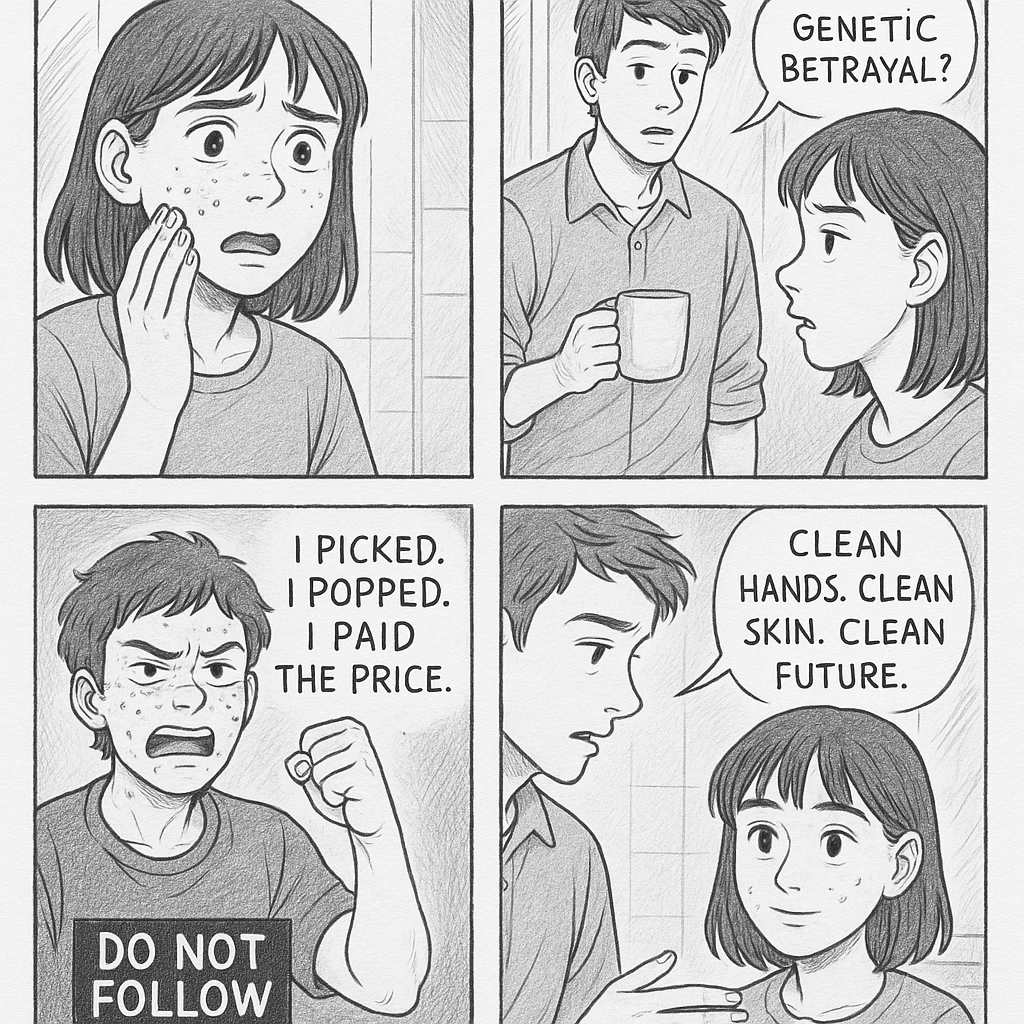 GENETIC
BETRAYAL?
I PICKED.
I POPPED.
I PAID
THE PRICE.
DO NOT
FOLLOW
CLEAN
HANDS. CLEAN
SKIN. CLEAN
FUTURE.